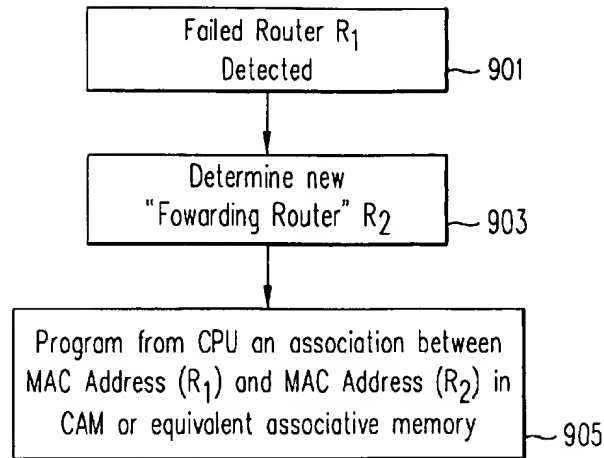 Failed Router R₁
Detected
901
Determine new
"Fowarding Router" R₂
903
Program from CPU an association between
MAC Address (R₁) and MAC Address (R₂) in
CAM or equivalent associative memory
905